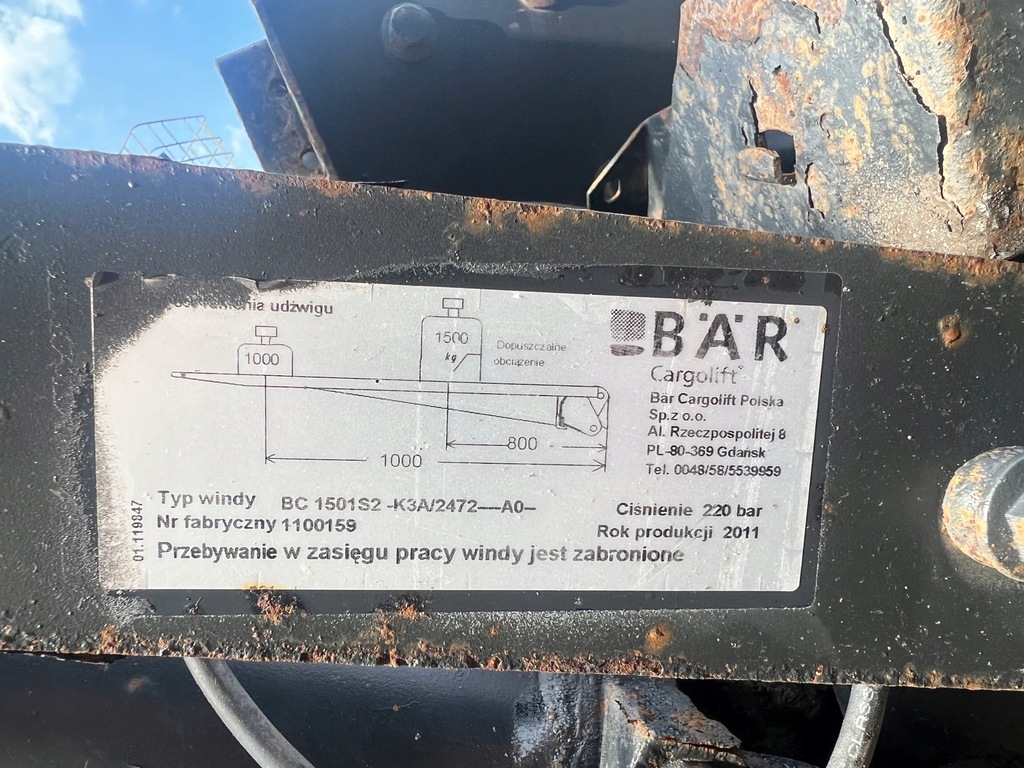 udźwigu
1000
1500
kg
Dopuszczalne
obciążenie
800
1000
BÄR
Cargolift
Bär Cargolift Polska
Sp.z o.o.
Al. Rzeczpospolitej 8
PL-80-369 Gdańsk
Tel. 0048/58/5539959
Typ windy BC 1501S2 -K3A/2472---A0-
Nr fabryczny 1100159
Ciśnienie 220 bar
Rok produkcji 2011
Przebywanie w zasięgu pracy windy jest zabronione
01.119847